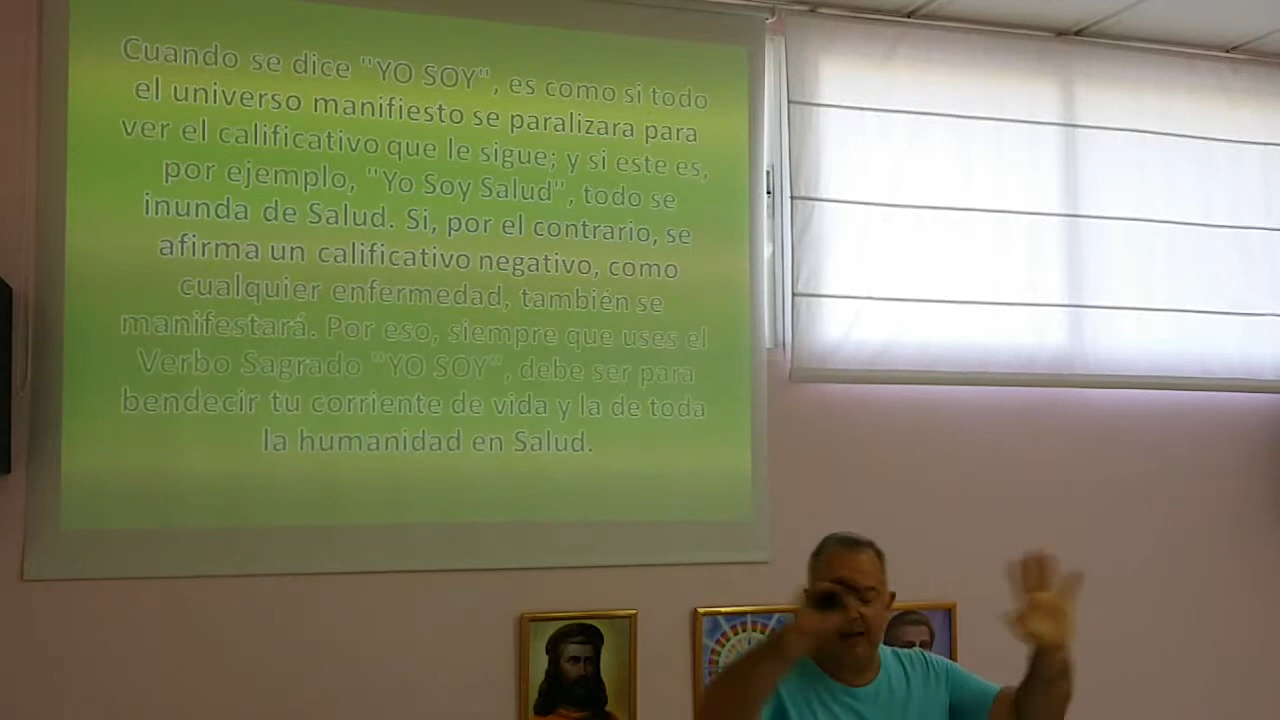 Cuando se dice "YO SOY", es como si todo
el universo manifiesto se paralizara para
ver el calificativo que le sigue; y si este es,
por ejemplo, "Yo Soy Salud", todo se
inunda de Salud. Si, por el contrario, se
afirma un calificativo negativo, como
cualquier enfermedad, también se
manifestará. Por eso, siempre que uses el
Verbo Sagrado "YO SOY", debe ser para
bendecir tu corriente de vida y la de toda
la humanidad en Salud.